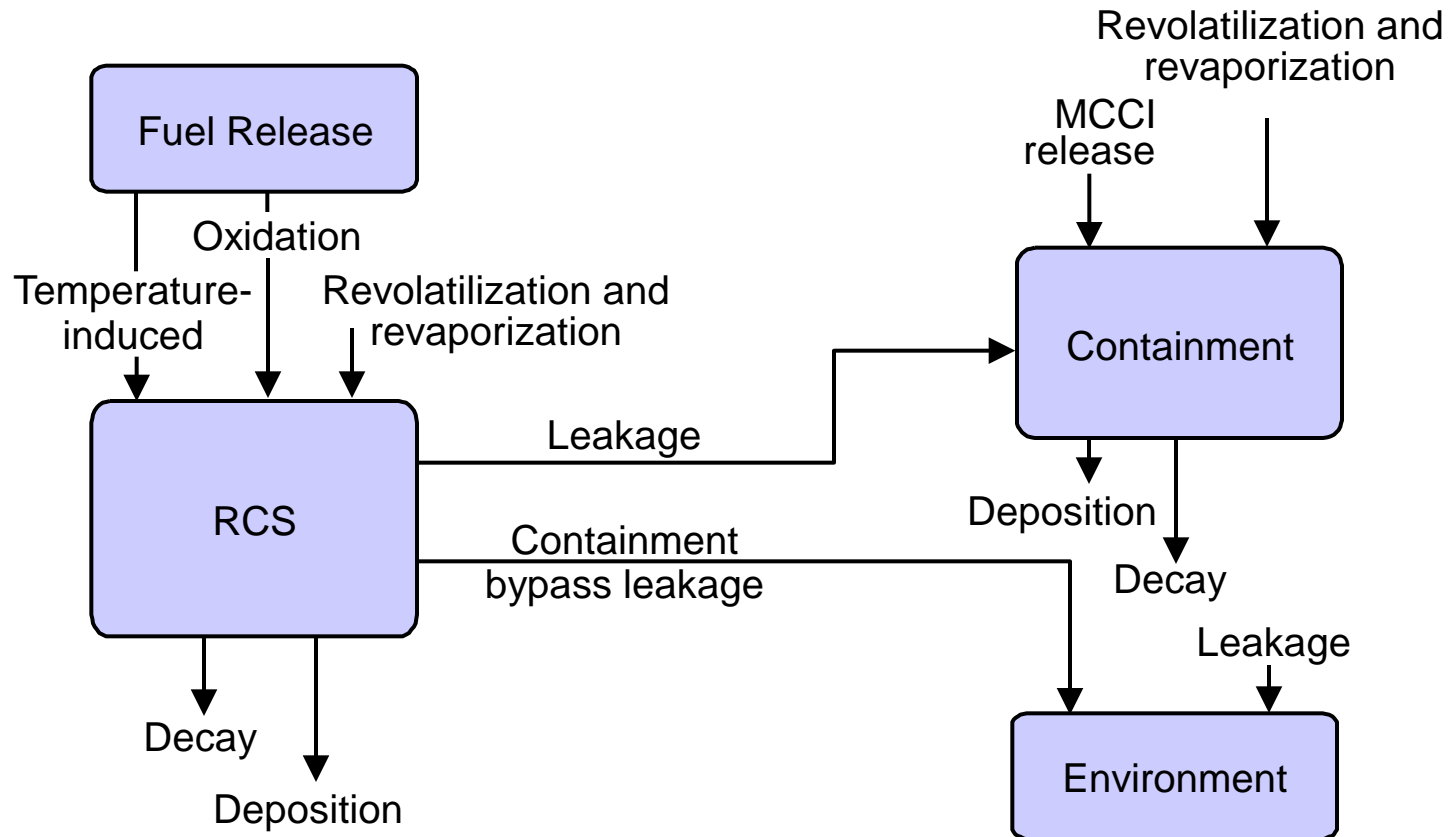 Fuel Release
Oxidation
Temperature-
induced
Revolatilization and
revaporization
RCS
Decay
Deposition
Leakage
Containment
bypass leakage
Revolatilization and
revaporization
MCCI
release
Containment
Deposition
Decay
Leakage
Environment